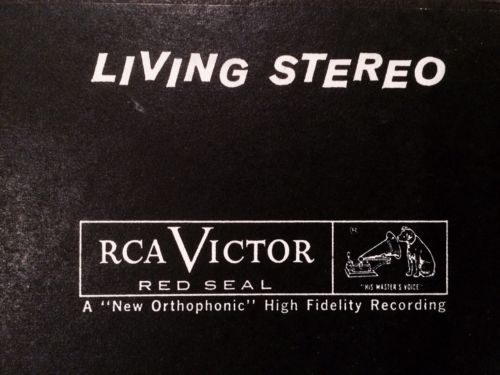 LIVING STEREO
RCA VICTOR
RED SEAL
"HIS MASTER'S VOICE"
A "New Orthophonic" High Fidelity Recording